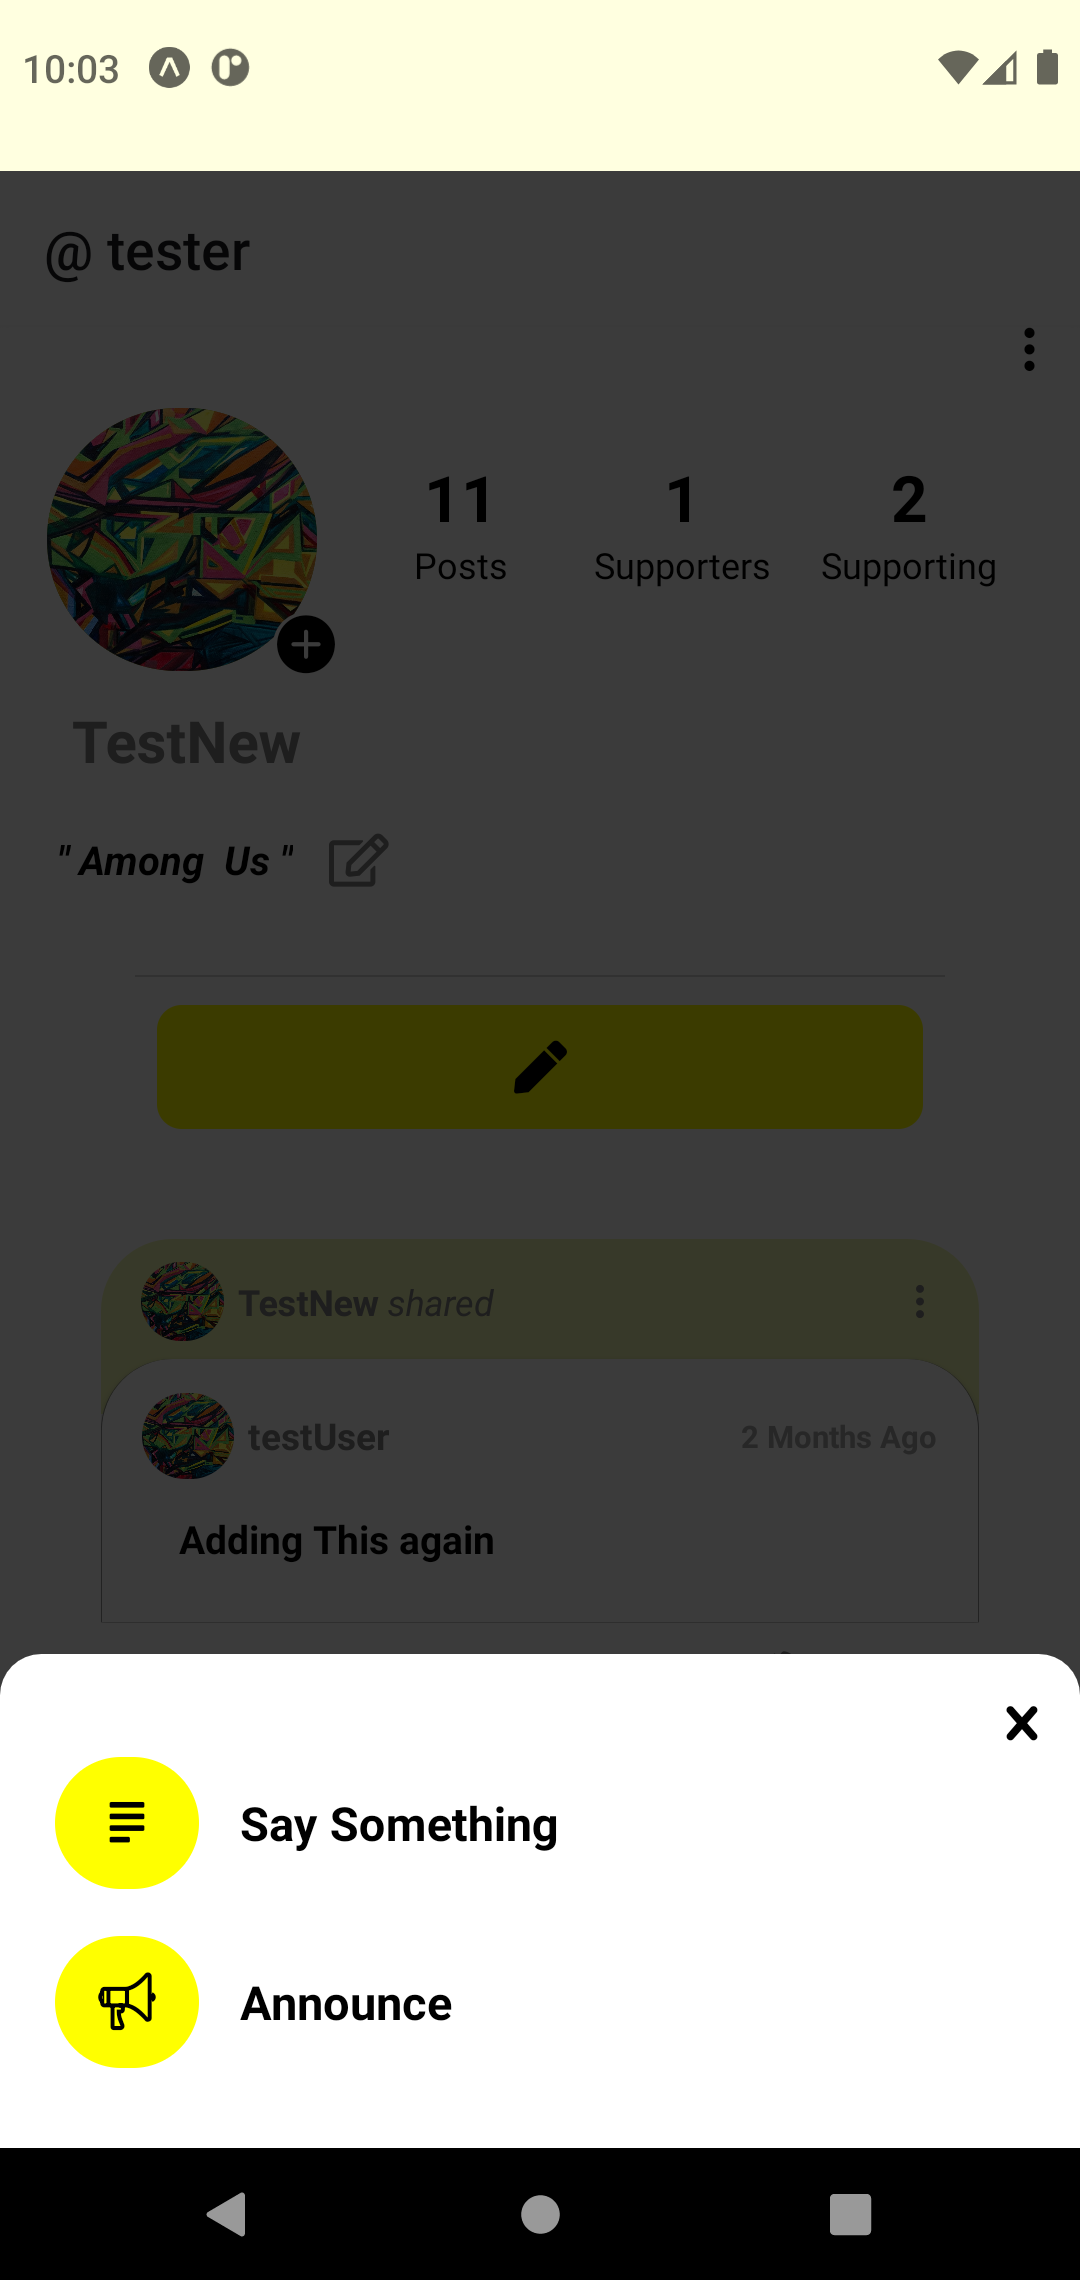 10:03
@ tester
11 1 2
Posts Supporters Supporting
TestNew
" Among Us "
TestNew shared
testUser 2 Months Ago
Adding This again
Say Something
Announce